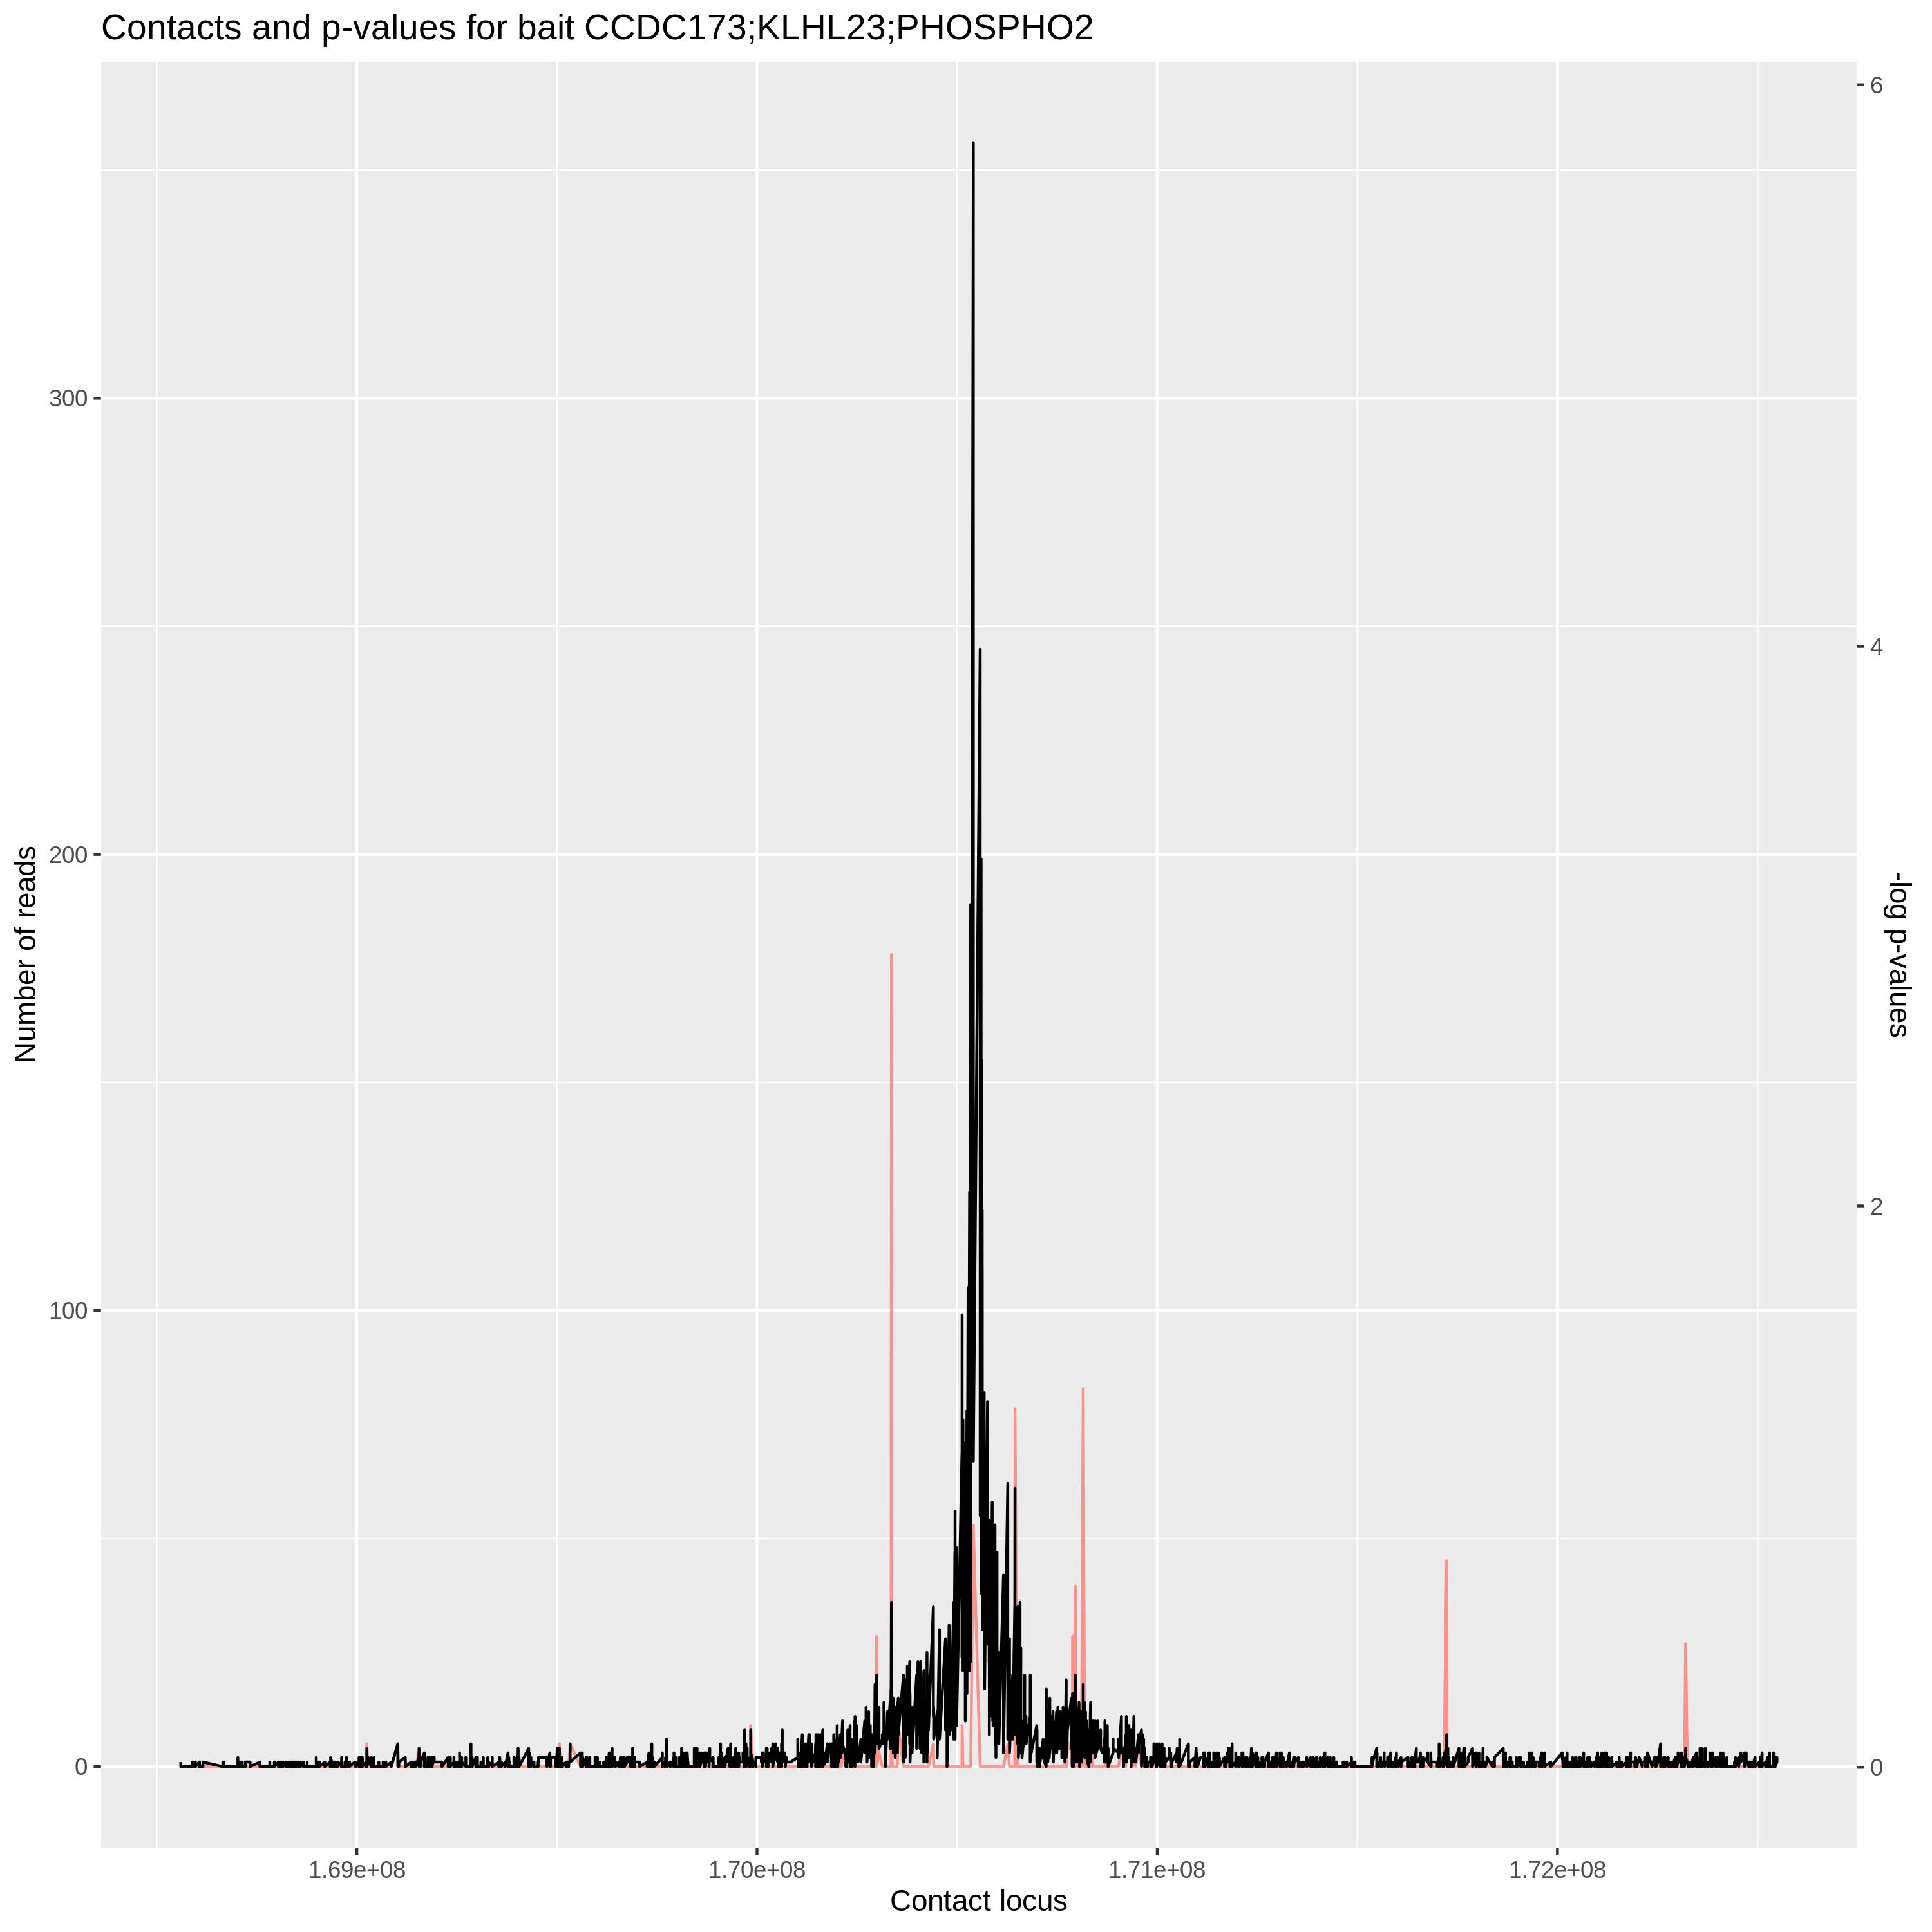 Contacts and p-values for bait CCDC173;KLHL23;PHOSPHO2
Number of reads
300
200
100
0
6
4
2
0
-log p-values
1.69e+08
1.70e+08
1.71e+08
1.72e+08
Contact locus